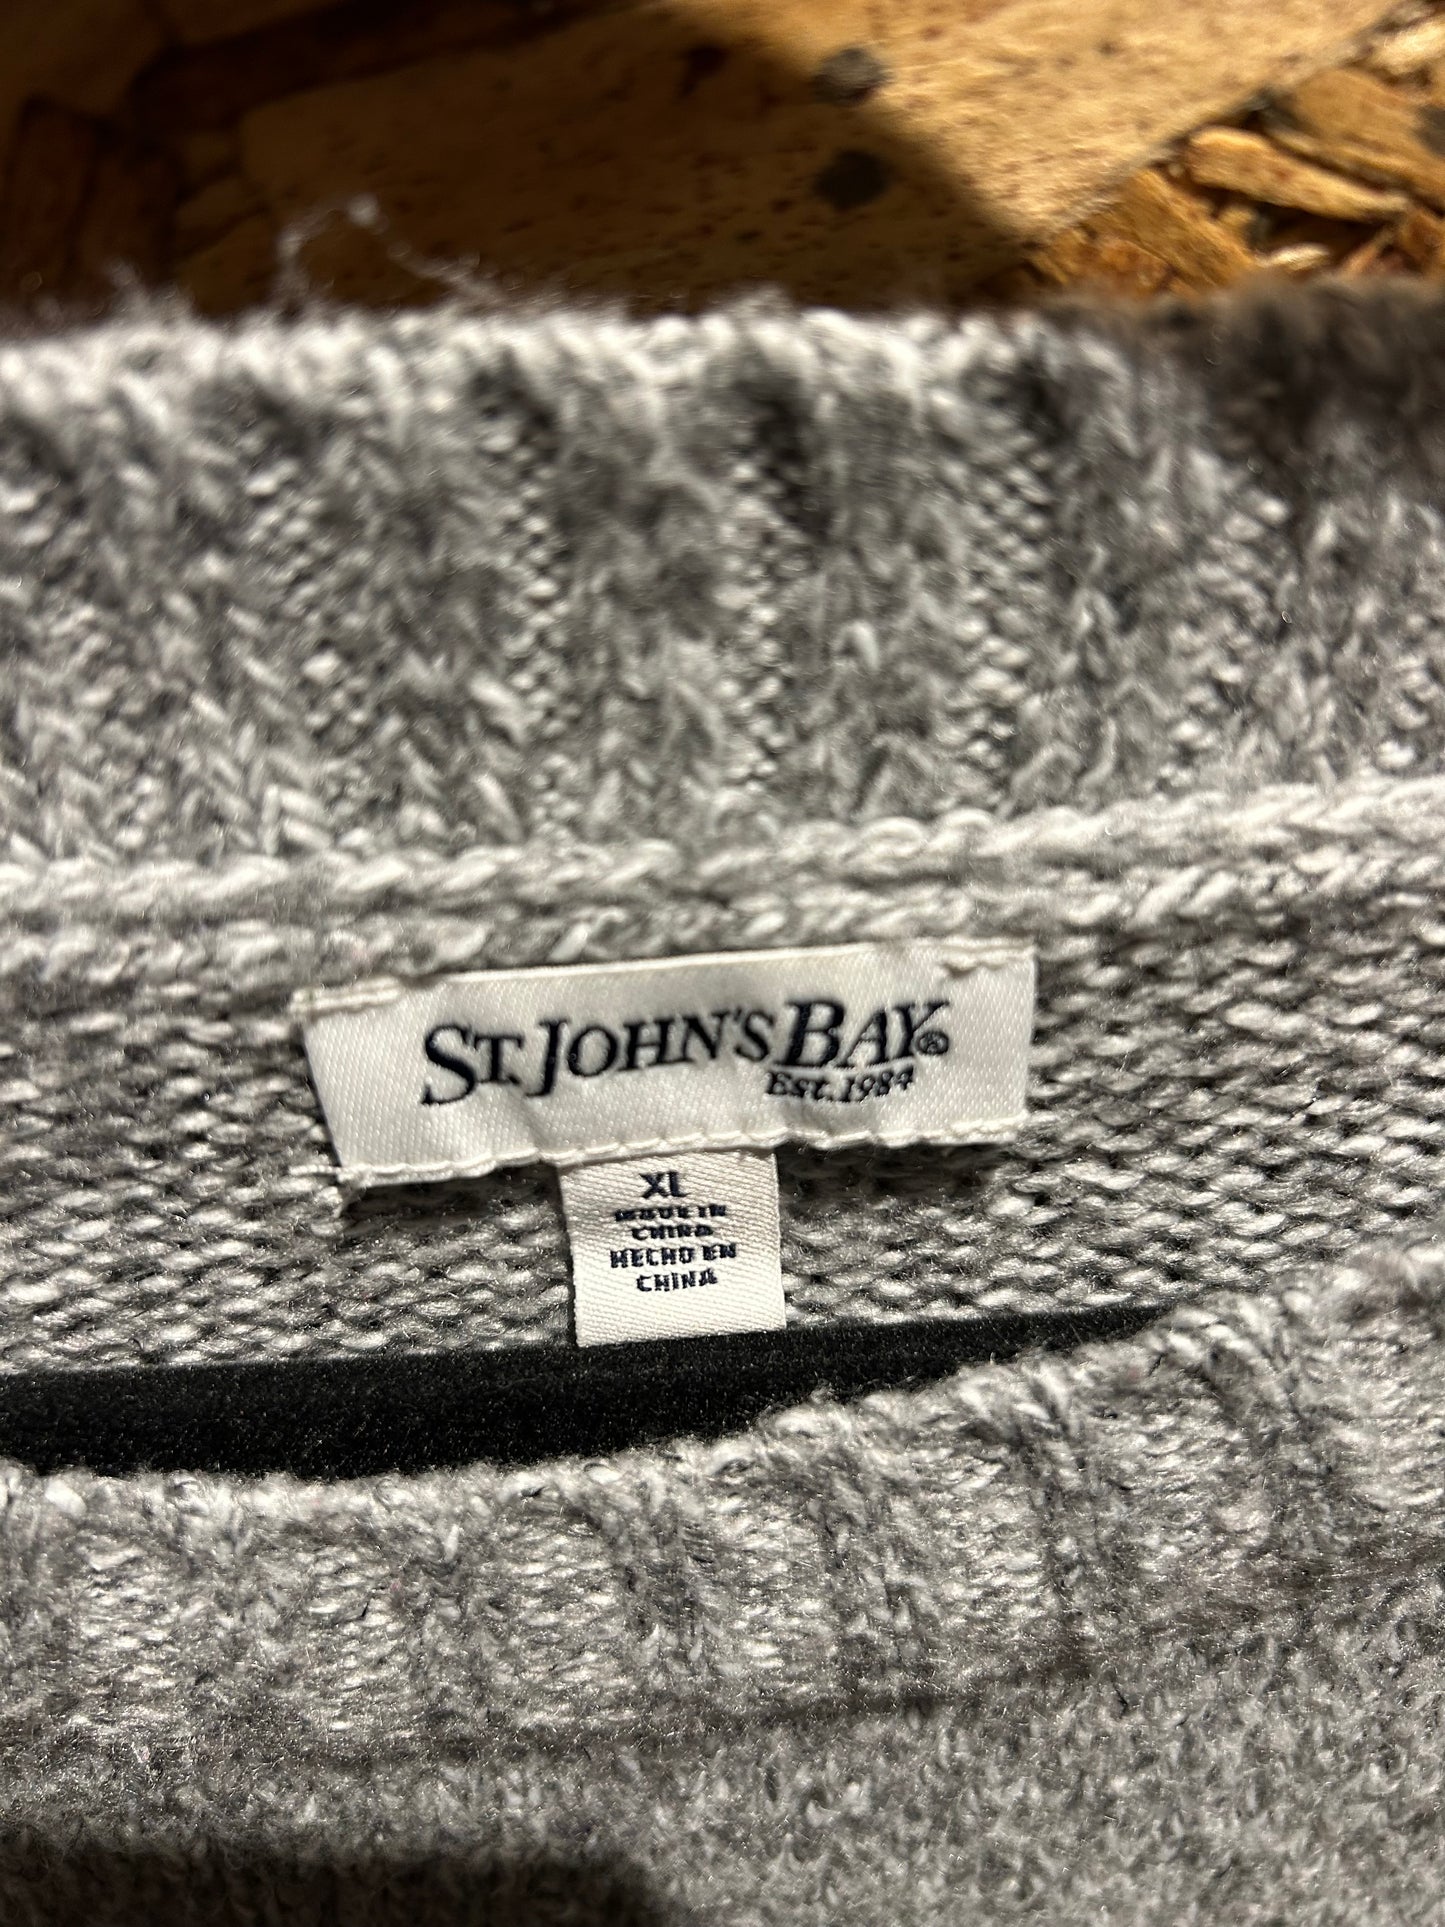 ST. JOHN'S BAY®
EST. 1984
XL
MADE IN
CHINA
HECHO EN
CHINA